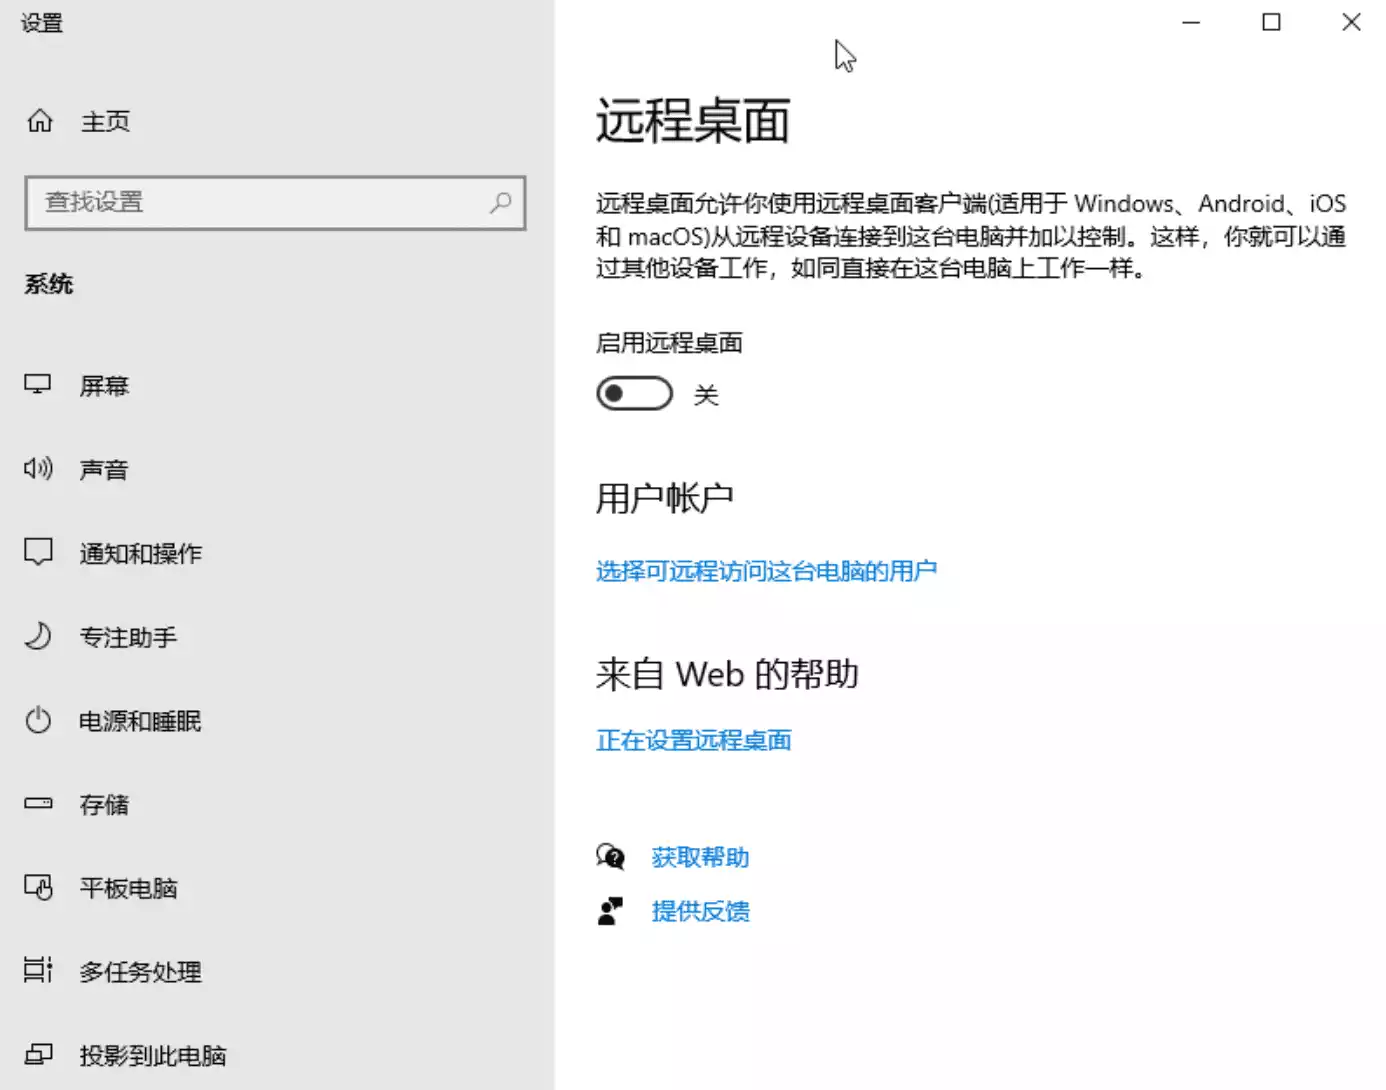 设置
主页
查找设置
系统
屏幕
声音
通知和操作
专注助手
电源和睡眠
存储
平板电脑
多任务处理
投影到此电脑
远程桌面
远程桌面允许你使用远程桌面客户端(适用于 Windows、Android、iOS
和 macOS)从远程设备连接到这台电脑并加以控制。这样，你就可以通
过其他设备工作，如同直接在这台电脑上工作一样。
启用远程桌面
关
用户帐户
选择可远程访问这台电脑的用户
来自 Web 的帮助
正在设置远程桌面
获取帮助
提供反馈